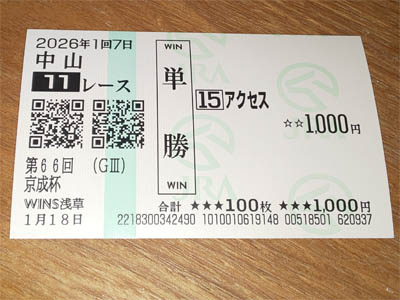 2026年1回7日
中山
11レース
第66回 (GⅢ)
京成杯
WINS浅草
1月18日
WIN
単勝
WIN
15アクセス
☆☆1,000円
JRA
合計 ★★★100枚 ★★★1,000円
2218300342490 1010010619148 00518501 620937